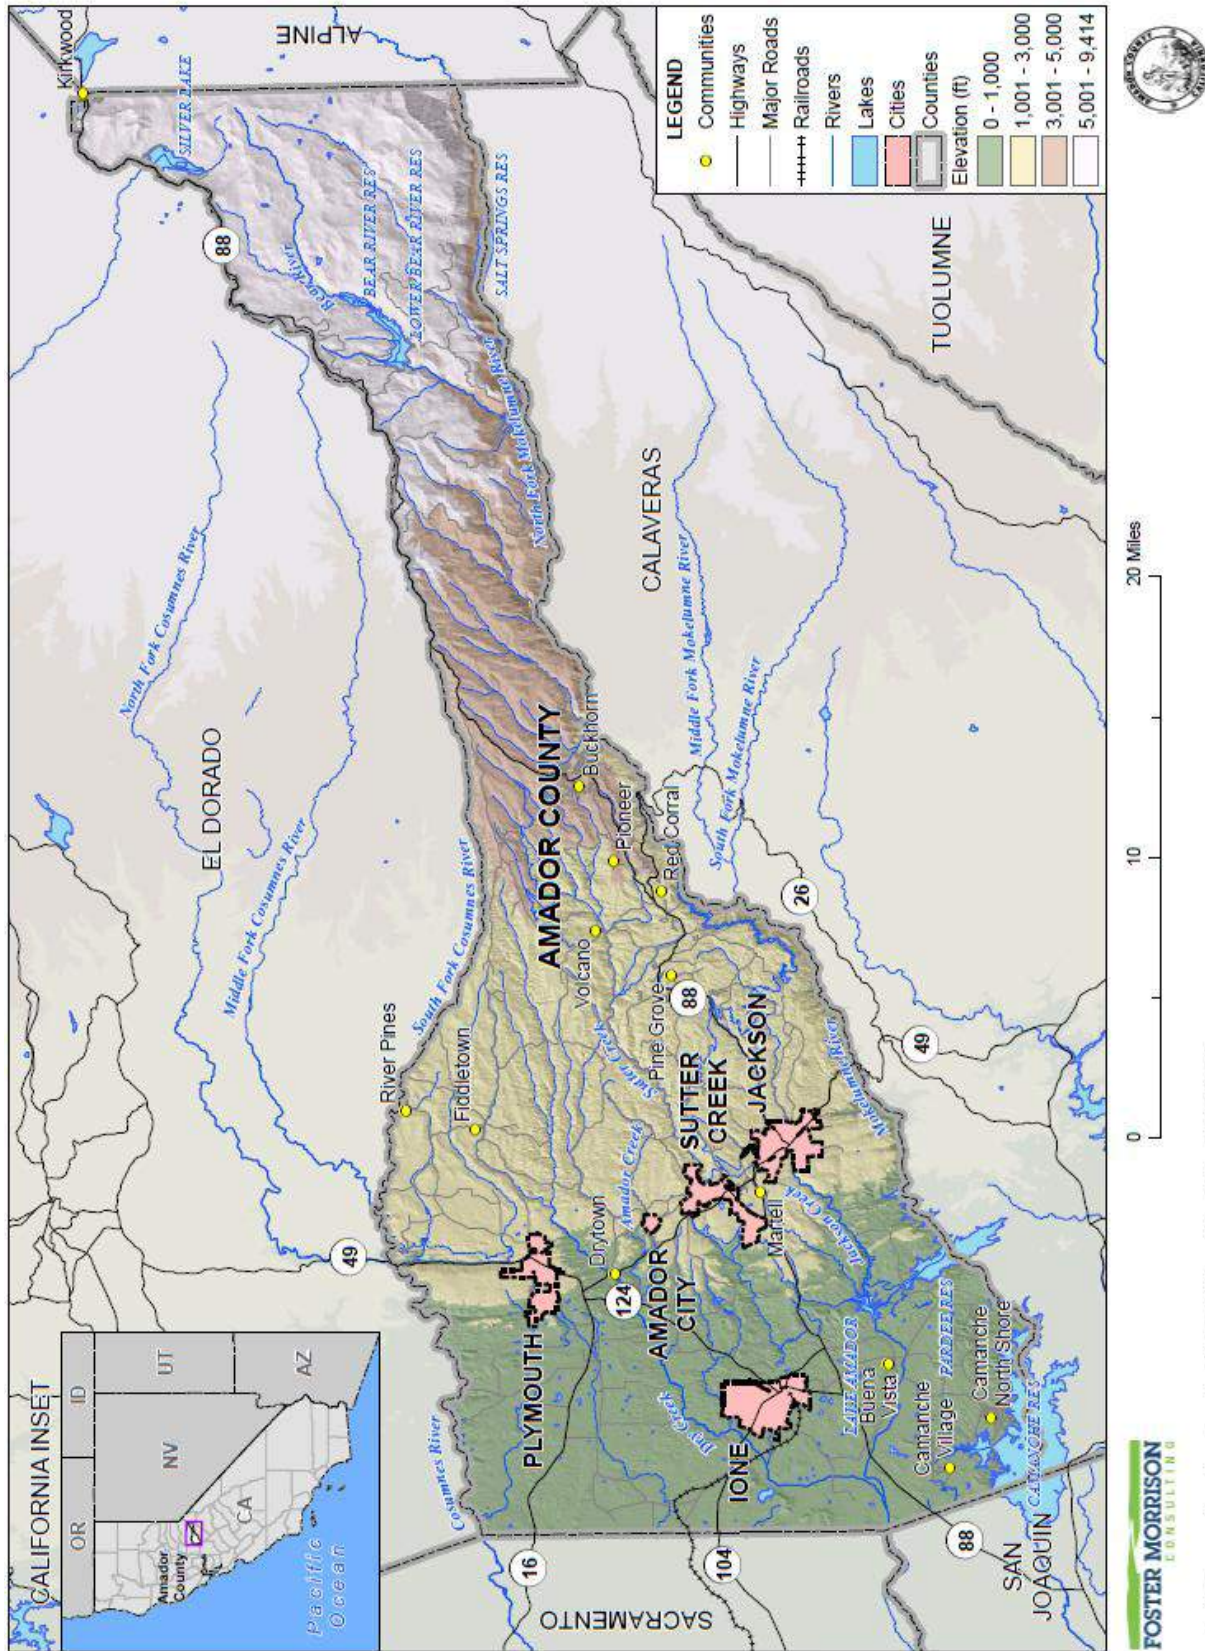 CALIFORNIA INSET
OR
ID
NV
UT
CA
AZ
Amador
County
Pacific
Ocean
Kirkwood
ALPINE
SILVER LAKE
88
Bear River
BEAR RIVER RES
LOWER BEAR RIVER RES
SALT SPRINGS RES
North Fork Cosumnes River
EL DORADO
Middle Fork Cosumnes River
South Fork Cosumnes River
North Fork Mokelumne River
CALAVERAS
TUOLUMNE
Middle Fork Mokelumne River
South Fork Mokelumne River
AMADOR COUNTY
Buckhorn
Pioneer
Red Corral
Volcano
Pine Grove
88
26
River Pines
Fiddletown
Sutter Creek
SUTTER
CREEK
JACKSON
Mokelumne River
49
49
Drytown
Amador Creek
124
AMADOR
CITY
Martell
Jackson Creek
Cosumnes River
PLYMOUTH
Dry Creek
IONE
LAKE AMADOR
Buena
Vista
PARDEE RES
Camanche
Village
Camanche
North Shore
CAMANCHE RES
16
104
88
SACRAMENTO
SAN
JOAQUIN
LEGEND
Communities
Highways
Major Roads
Railroads
Rivers
Lakes
Cities
Counties
Elevation (ft)
0 - 1,000
1,001 - 3,000
3,001 - 5,000
5,001 - 9,414
0
10
20 Miles
FOSTER MORRISON
CONSULTING
AMADOR COUNTY